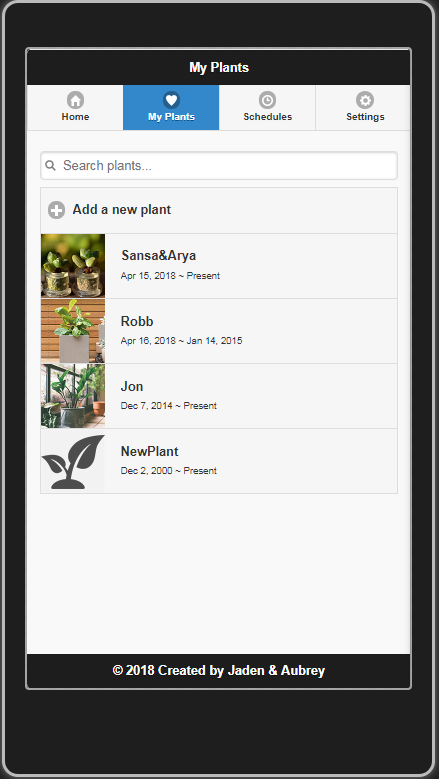 My Plants
Home
My Plants
Schedules
Settings
Search plants...
Add a new plant
Sansa&Arya
Apr 15, 2018 ~ Present
Robb
Apr 16, 2018 ~ Jan 14, 2015
Jon
Dec 7, 2014 ~ Present
NewPlant
Dec 2, 2000 ~ Present
© 2018 Created by Jaden & Aubrey